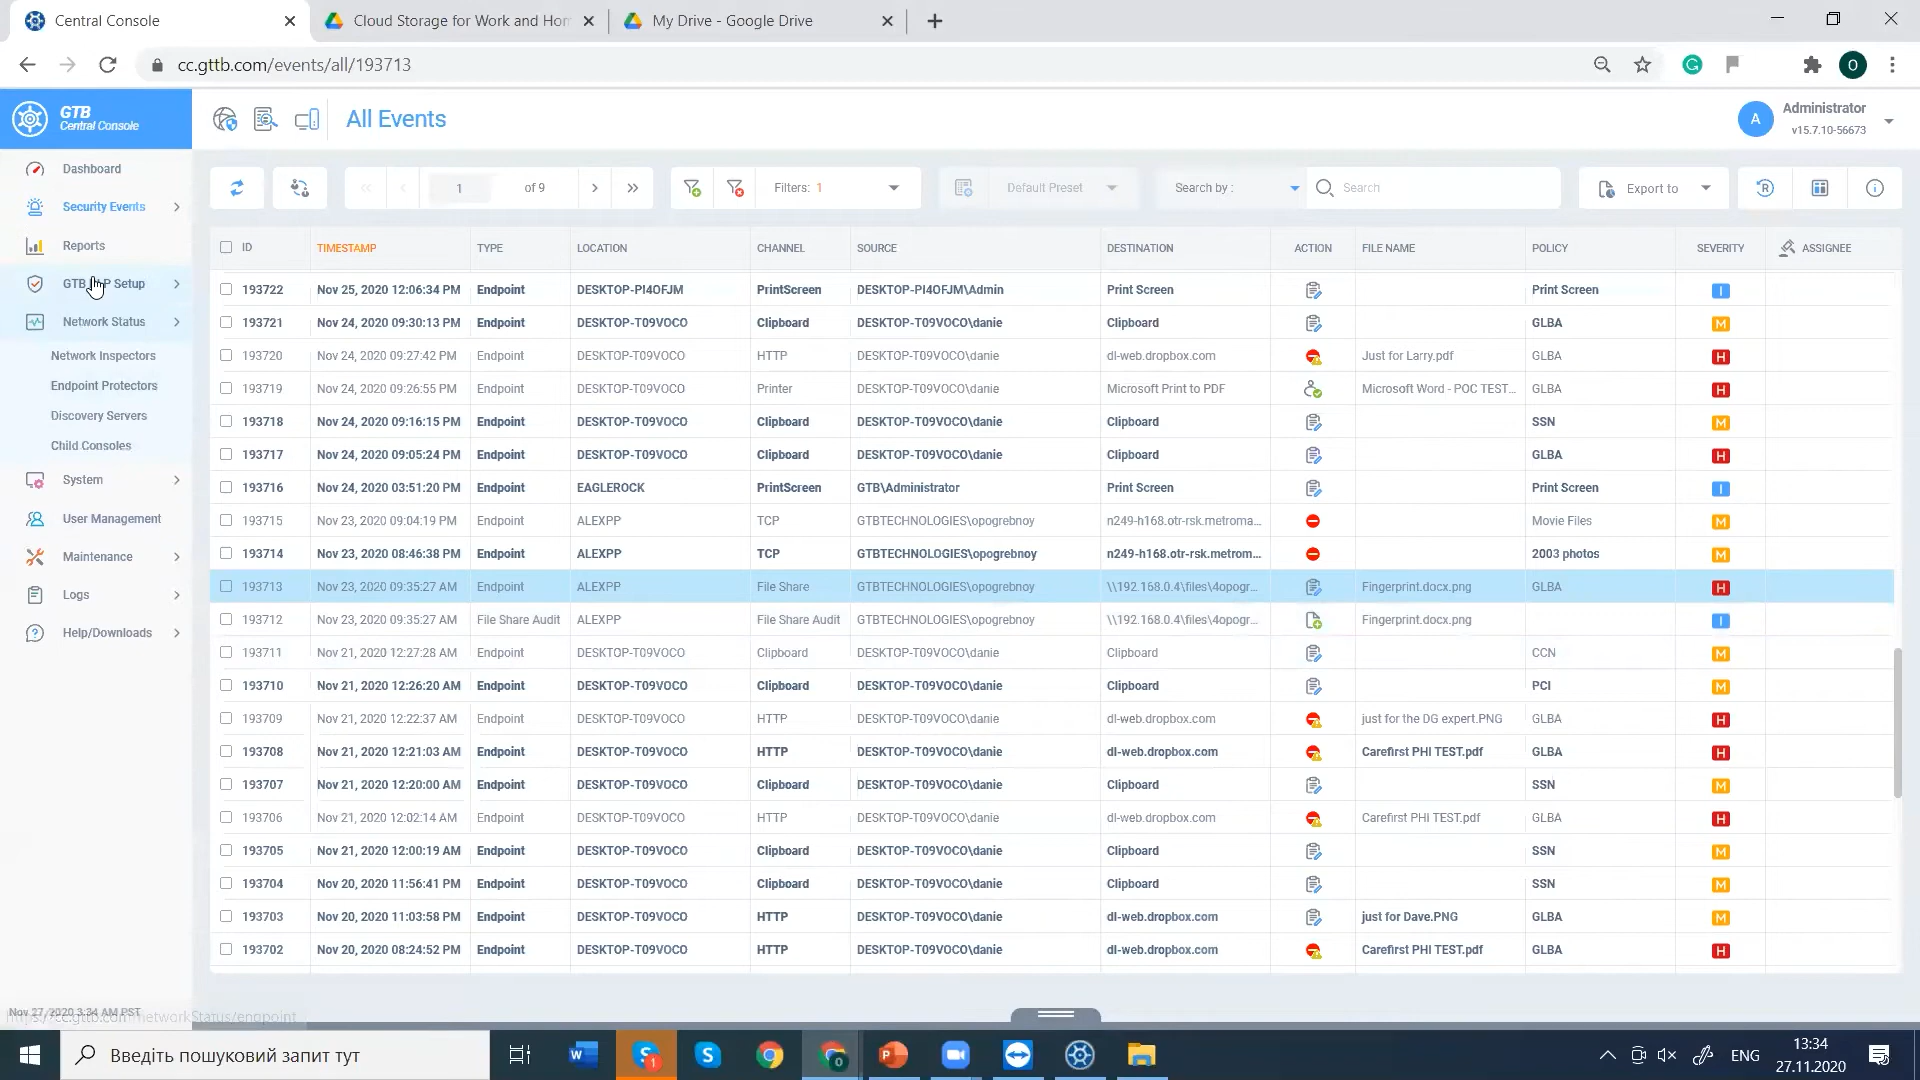 Central Console
Cloud Storage for Work and Hom
My Drive - Google Drive
cc.gttb.com/events/all/193713
O
GTB
Central Console
All Events
A
Administrator
v15.7.10-56673
Dashboard
Security Events
Reports
GTB DLP Setup
Network Status
Network Inspectors
Endpoint Protectors
Discovery Servers
Child Consoles
System
User Management
Maintenance
Logs
Help/Downloads
1 of 9
Filters: 1
Default Preset
Search by :
Search
Export to
ID TIMESTAMP TYPE LOCATION CHANNEL SOURCE DESTINATION ACTION FILE NAME POLICY SEVERITY ASSIGNEE
193722 Nov 25, 2020 12:06:34 PM Endpoint DESKTOP-PI4OFJM PrintScreen DESKTOP-PI4OFJM\Admin Print Screen Print Screen I
193721 Nov 24, 2020 09:30:13 PM Endpoint DESKTOP-T09VOCO Clipboard DESKTOP-T09VOCO\danie Clipboard GLBA M
193720 Nov 24, 2020 09:27:42 PM Endpoint DESKTOP-T09VOCO HTTP DESKTOP-T09VOCO\danie dl-web.dropbox.com Just for Larry.pdf GLBA H
193719 Nov 24, 2020 09:26:55 PM Endpoint DESKTOP-T09VOCO Printer DESKTOP-T09VOCO\danie Microsoft Print to PDF Microsoft Word - POC TEST... GLBA H
193718 Nov 24, 2020 09:16:15 PM Endpoint DESKTOP-T09VOCO Clipboard DESKTOP-T09VOCO\danie Clipboard SSN M
193717 Nov 24, 2020 09:05:24 PM Endpoint DESKTOP-T09VOCO Clipboard DESKTOP-T09VOCO\danie Clipboard GLBA H
193716 Nov 24, 2020 03:51:20 PM Endpoint EAGLEROCK PrintScreen GTB\Administrator Print Screen Print Screen I
193715 Nov 23, 2020 09:04:19 PM Endpoint ALEXPP TCP GTBTECHNOLOGIES\opogrebnoy n249-h168.otr-rsk.metroma... Movie Files M
193714 Nov 23, 2020 08:46:38 PM Endpoint ALEXPP TCP GTBTECHNOLOGIES\opogrebnoy n249-h168.otr-rsk.metrom... 2003 photos M
193713 Nov 23, 2020 09:35:27 AM Endpoint ALEXPP File Share GTBTECHNOLOGIES\opogrebnoy \\192.168.0.4\files\4opogr... Fingerprint.docx.png GLBA H
193712 Nov 23, 2020 09:35:27 AM File Share Audit ALEXPP File Share Audit GTBTECHNOLOGIES\opogrebnoy \\192.168.0.4\files\4opogr... Fingerprint.docx.png I
193711 Nov 21, 2020 12:27:28 AM Endpoint DESKTOP-T09VOCO Clipboard DESKTOP-T09VOCO\danie Clipboard CCN M
193710 Nov 21, 2020 12:26:20 AM Endpoint DESKTOP-T09VOCO Clipboard DESKTOP-T09VOCO\danie Clipboard PCI M
193709 Nov 21, 2020 12:22:37 AM Endpoint DESKTOP-T09VOCO HTTP DESKTOP-T09VOCO\danie dl-web.dropbox.com just for the DG expert.PNG GLBA H
193708 Nov 21, 2020 12:21:03 AM Endpoint DESKTOP-T09VOCO HTTP DESKTOP-T09VOCO\danie dl-web.dropbox.com Carefirst PHI TEST.pdf GLBA H
193707 Nov 21, 2020 12:20:00 AM Endpoint DESKTOP-T09VOCO Clipboard DESKTOP-T09VOCO\danie Clipboard SSN M
193706 Nov 21, 2020 12:02:14 AM Endpoint DESKTOP-T09VOCO HTTP DESKTOP-T09VOCO\danie dl-web.dropbox.com Carefirst PHI TEST.pdf GLBA H
193705 Nov 21, 2020 12:00:19 AM Endpoint DESKTOP-T09VOCO Clipboard DESKTOP-T09VOCO\danie Clipboard SSN M
193704 Nov 20, 2020 11:56:41 PM Endpoint DESKTOP-T09VOCO Clipboard DESKTOP-T09VOCO\danie Clipboard SSN M
193703 Nov 20, 2020 11:03:58 PM Endpoint DESKTOP-T09VOCO HTTP DESKTOP-T09VOCO\danie dl-web.dropbox.com just for Dave.PNG GLBA M
193702 Nov 20, 2020 08:24:52 PM Endpoint DESKTOP-T09VOCO HTTP DESKTOP-T09VOCO\danie dl-web.dropbox.com Carefirst PHI TEST.pdf GLBA H
Nov 27, 2020 3:34 AM PST
https://cc.gttb.com/networkStatus/endpoint
Введіть пошуковий запит тут
ENG
13:34
27.11.2020